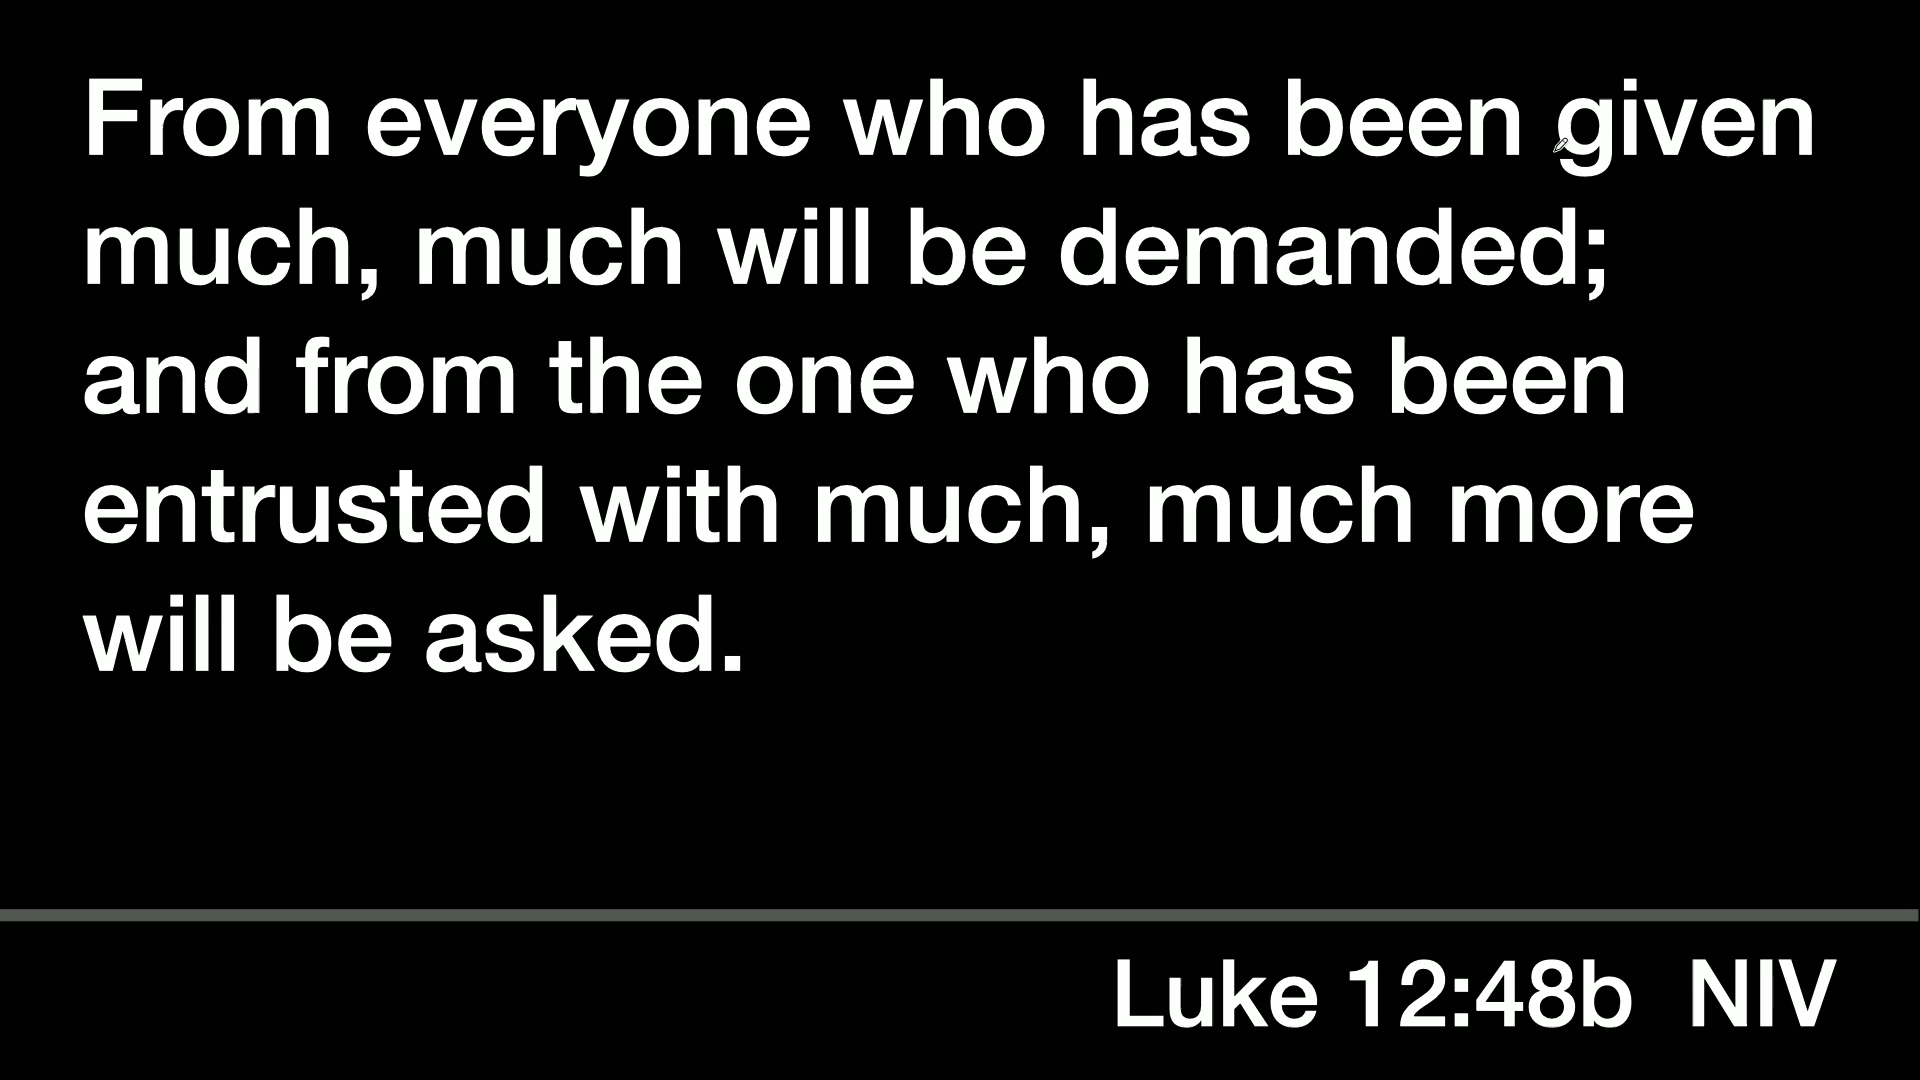 From everyone who has been given
much, much will be demanded;
and from the one who has been
entrusted with much, much more
will be asked.
Luke 12:48b NIV